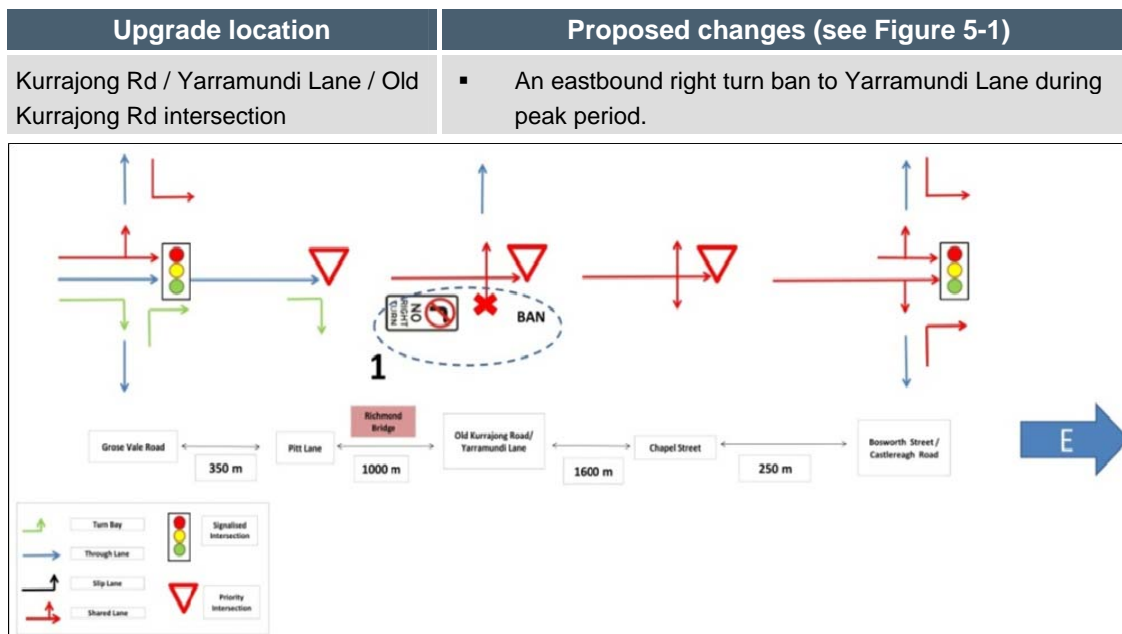 Upgrade location
Proposed changes (see Figure 5-1)
Kurrajong Rd / Yarramundi Lane / Old
Kurrajong Rd intersection
▪ An eastbound right turn ban to Yarramundi Lane during
peak period.
NO
RIGHT
TURN
BAN
1
Richmond
Bridge
Grose Vale Road
Pitt Lane
Old Kurrajong Road/
Yarramundi Lane
Chapel Street
Bosworth Street /
Castlereagh Road
350 m
1000 m
1600 m
250 m
E
Turn Bay
Through Lane
Slip Lane
Shared Lane
Signalised
Intersection
Priority
Intersection